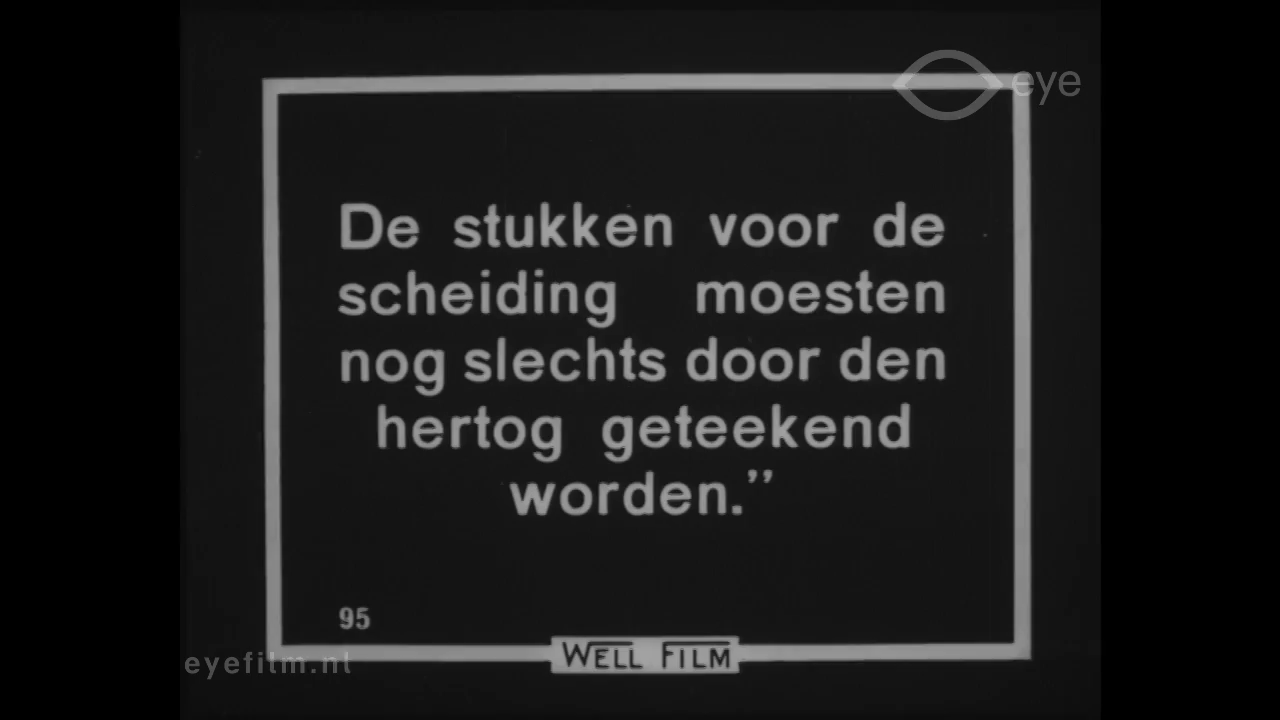 eye
De stukken voor de
scheiding moesten
nog slechts door den
hertog geteekend
worden.”
95
WELL FILM
eyefilm.nl